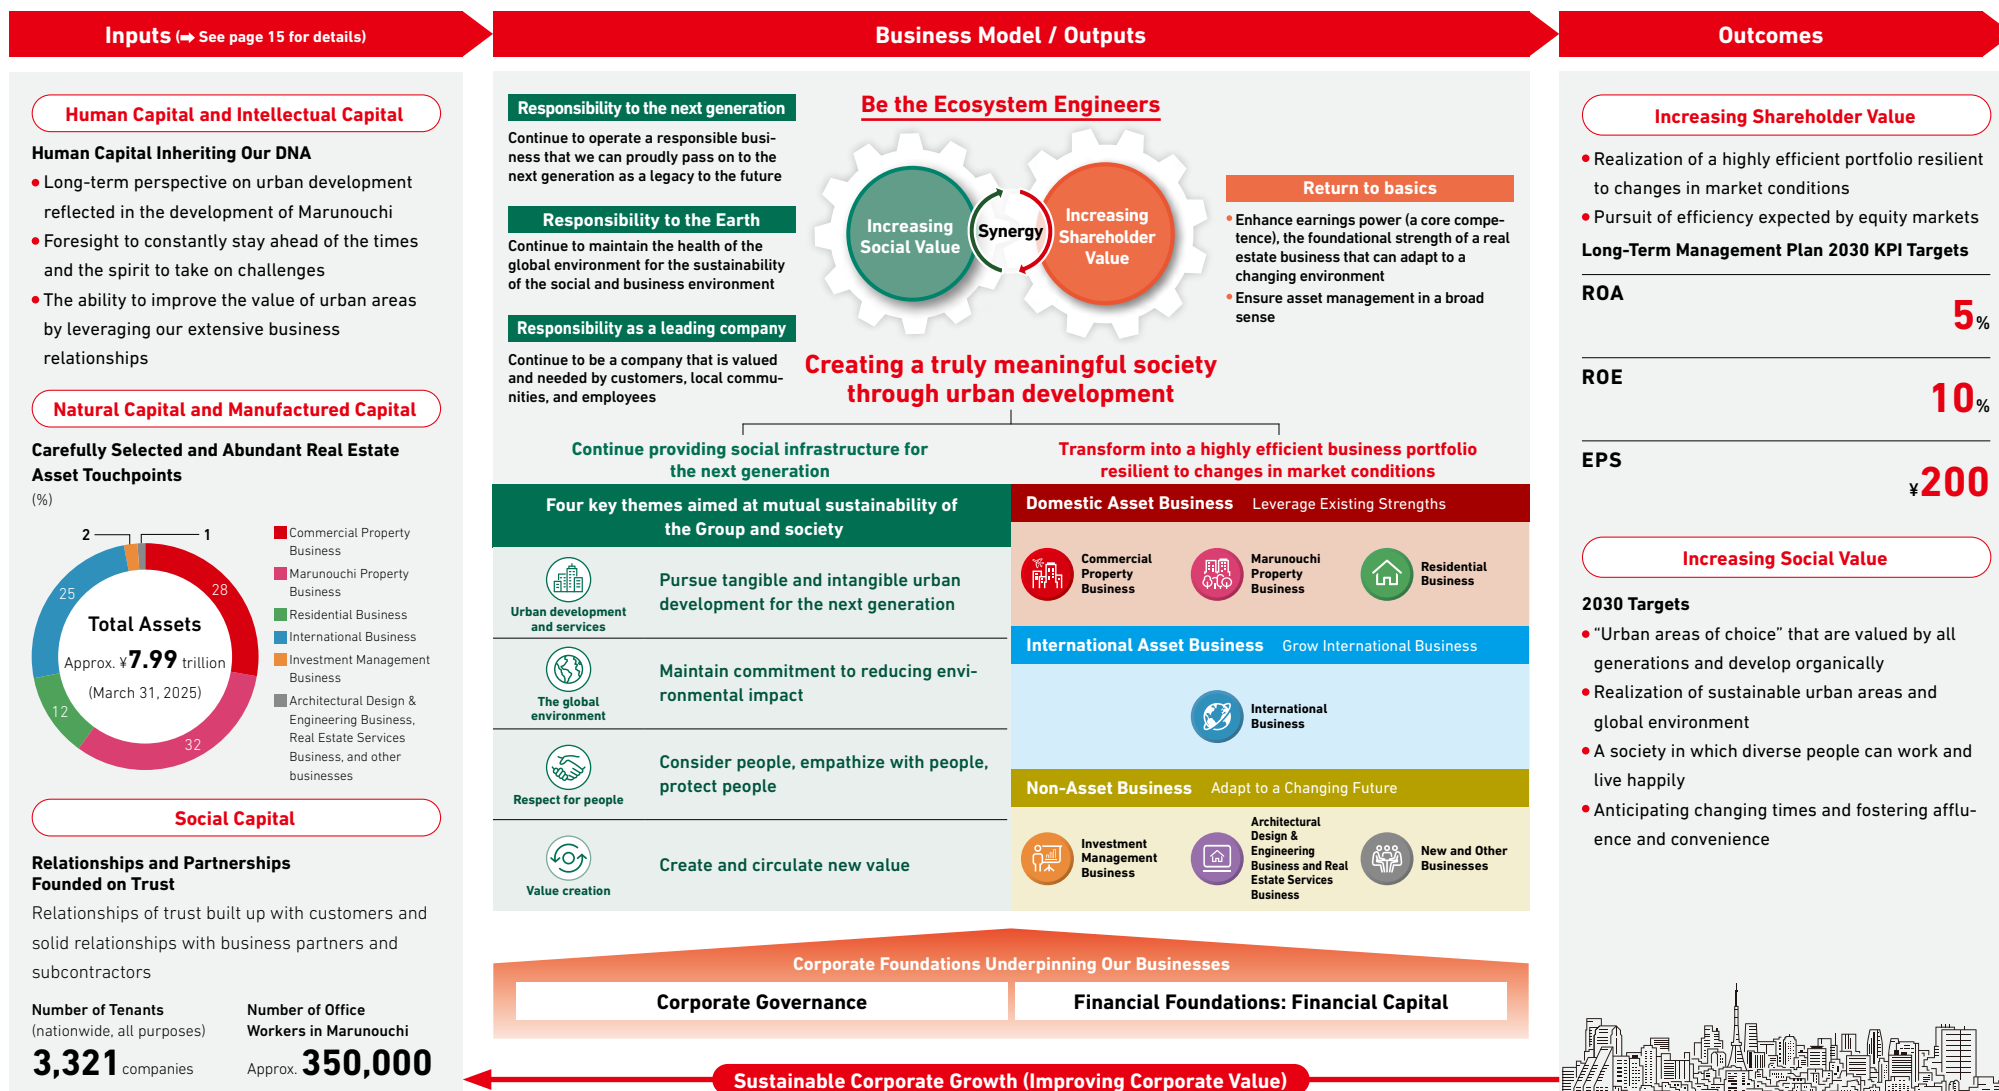 Inputs (➡ See page 15 for details)
Human Capital and Intellectual Capital
Human Capital Inheriting Our DNA
• Long-term perspective on urban development
reflected in the development of Marunouchi
• Foresight to constantly stay ahead of the times
and the spirit to take on challenges
• The ability to improve the value of urban areas
by leveraging our extensive business
relationships
Natural Capital and Manufactured Capital
Carefully Selected and Abundant Real Estate
Asset Touchpoints
(%)
2
1
28
32
12
25
Total Assets
Approx. ¥7.99 trillion
(March 31, 2025)
Commercial Property
Business
Marunouchi Property
Business
Residential Business
International Business
Investment Management
Business
Architectural Design &
Engineering Business,
Real Estate Services
Business, and other
businesses
Social Capital
Relationships and Partnerships
Founded on Trust
Relationships of trust built up with customers and
solid relationships with business partners and
subcontractors
Number of Tenants
(nationwide, all purposes)
3,321 companies
Number of Office
Workers in Marunouchi
Approx. 350,000
Business Model / Outputs
Responsibility to the next generation
Continue to operate a responsible busi-
ness that we can proudly pass on to the
next generation as a legacy to the future
Responsibility to the Earth
Continue to maintain the health of the
global environment for the sustainability
of the social and business environment
Responsibility as a leading company
Continue to be a company that is valued
and needed by customers, local commu-
nities, and employees
Be the Ecosystem Engineers
Increasing
Social Value
Synergy
Increasing
Shareholder
Value
Return to basics
• Enhance earnings power (a core compe-
tence), the foundational strength of a real
estate business that can adapt to a
changing environment
• Ensure asset management in a broad
sense
Creating a truly meaningful society
through urban development
Continue providing social infrastructure for
the next generation
Four key themes aimed at mutual sustainability of
the Group and society
Urban development
and services
Pursue tangible and intangible urban
development for the next generation
The global
environment
Maintain commitment to reducing envi-
ronmental impact
Respect for people
Consider people, empathize with people,
protect people
Value creation
Create and circulate new value
Transform into a highly efficient business portfolio
resilient to changes in market conditions
Domestic Asset Business Leverage Existing Strengths
Commercial
Property
Business
Marunouchi
Property
Business
Residential
Business
International Asset Business Grow International Business
International
Business
Non-Asset Business Adapt to a Changing Future
Investment
Management
Business
Architectural
Design &
Engineering
Business and Real
Estate Services
Business
New and Other
Businesses
Corporate Foundations Underpinning Our Businesses
Corporate Governance
Financial Foundations: Financial Capital
Sustainable Corporate Growth (Improving Corporate Value)
Outcomes
Increasing Shareholder Value
• Realization of a highly efficient portfolio resilient
to changes in market conditions
• Pursuit of efficiency expected by equity markets
Long-Term Management Plan 2030 KPI Targets
ROA
5%
ROE
10%
EPS
¥200
Increasing Social Value
2030 Targets
• “Urban areas of choice” that are valued by all
generations and develop organically
• Realization of sustainable urban areas and
global environment
• A society in which diverse people can work and
live happily
• Anticipating changing times and fostering afflu-
ence and convenience